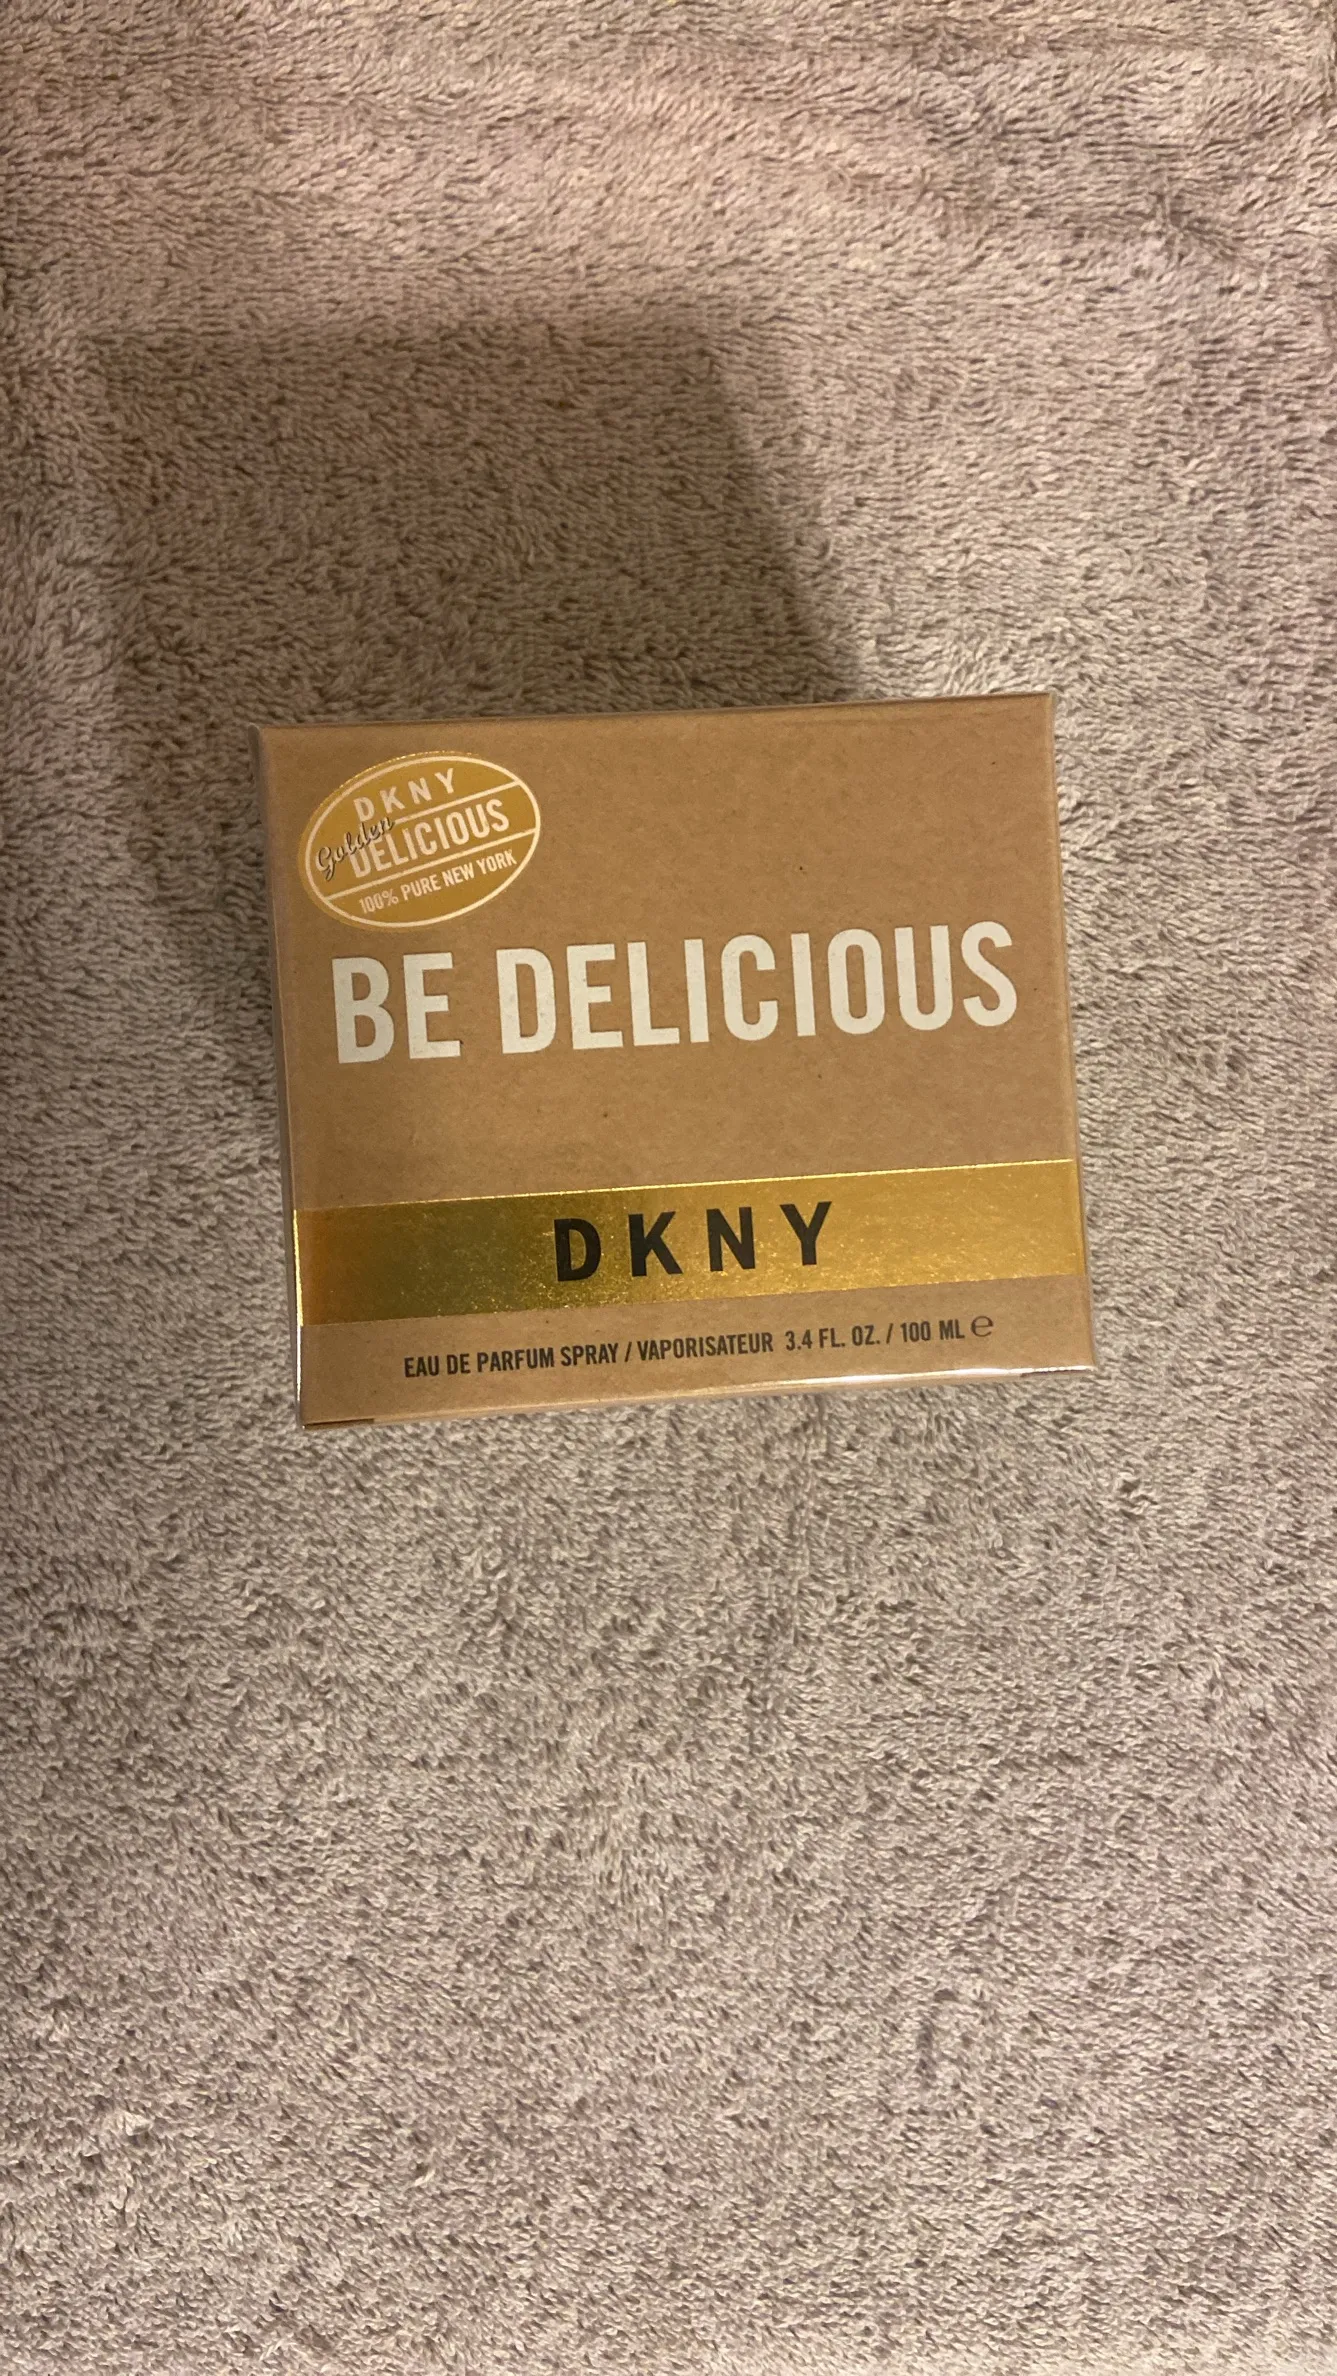 DKNY
Golden
DELICIOUS
100% PURE NEW YORK
BE DELICIOUS
DKNY
EAU DE PARFUM SPRAY / VAPORISATEUR 3.4 FL. OZ. / 100 ML ℮